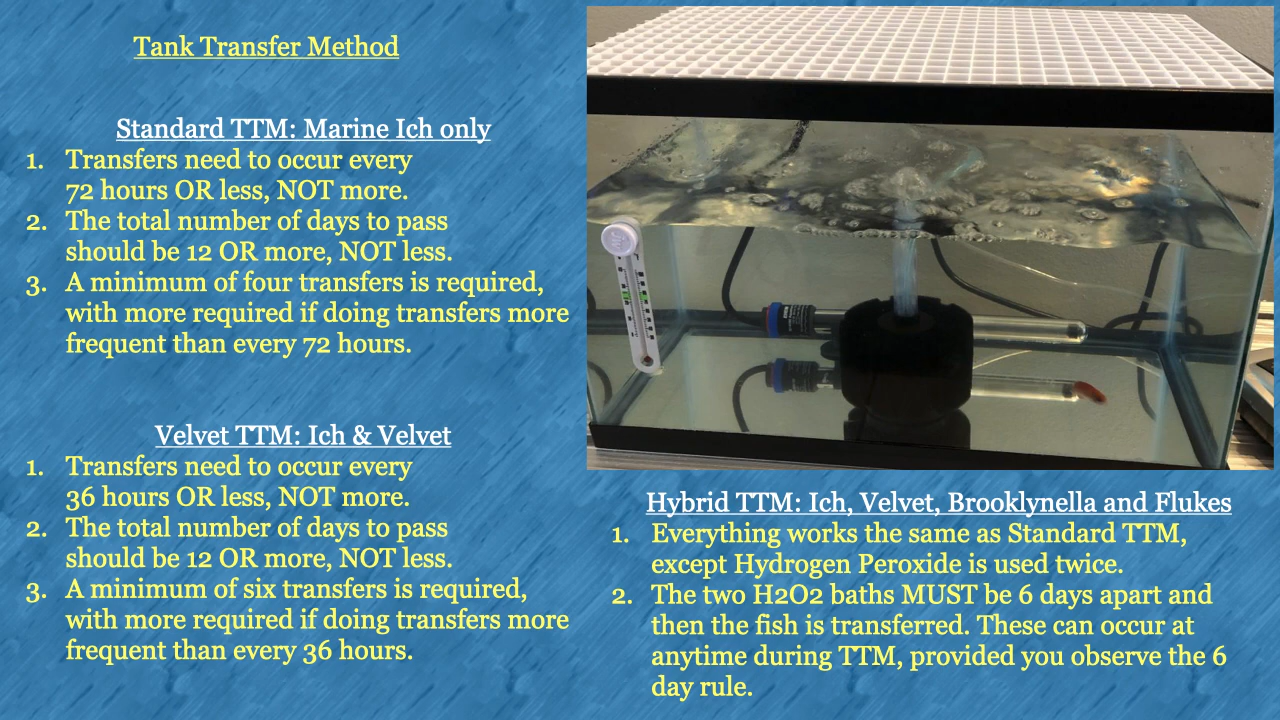 Tank Transfer Method
Standard TTM: Marine Ich only
1. Transfers need to occur every
72 hours OR less, NOT more.
2. The total number of days to pass
should be 12 OR more, NOT less.
3. A minimum of four transfers is required,
with more required if doing transfers more
frequent than every 72 hours.
Velvet TTM: Ich & Velvet
1. Transfers need to occur every
36 hours OR less, NOT more.
2. The total number of days to pass
should be 12 OR more, NOT less.
3. A minimum of six transfers is required,
with more required if doing transfers more
frequent than every 36 hours.
Hybrid TTM: Ich, Velvet, Brooklynella and Flukes
1. Everything works the same as Standard TTM,
except Hydrogen Peroxide is used twice.
2. The two H2O2 baths MUST be 6 days apart and
then the fish is transferred. These can occur at
anytime during TTM, provided you observe the 6
day rule.